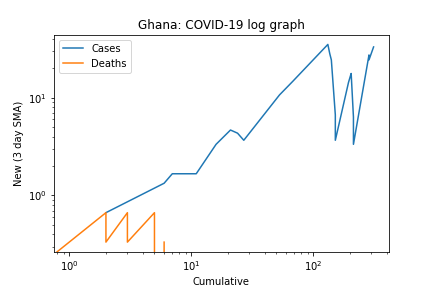 Ghana: COVID-19 log graph
Cases
Deaths
New (3 day SMA)
10¹
10⁰
10⁰ 10¹ 10²
Cumulative